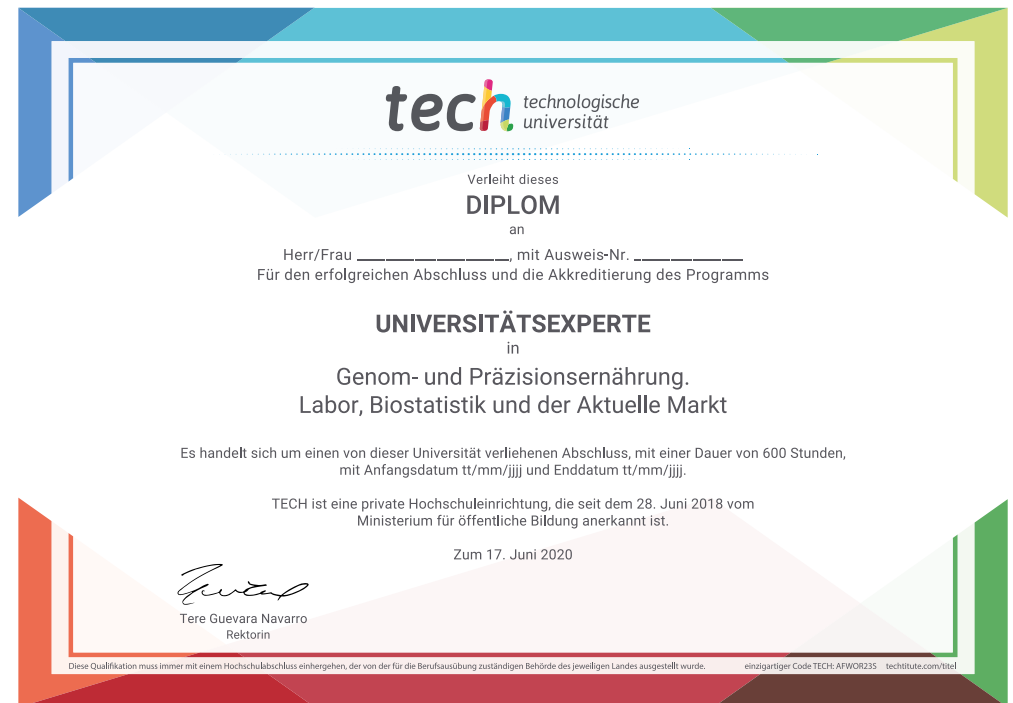 tech technologische
universität
Verleiht dieses
DIPLOM
an
Herr/Frau ____________________, mit Ausweis-Nr. ______________
Für den erfolgreichen Abschluss und die Akkreditierung des Programms
UNIVERSITÄTSEXPERTE
in
Genom- und Präzisionsernährung.
Labor, Biostatistik und der Aktuelle Markt
Es handelt sich um einen von dieser Universität verliehenen Abschluss, mit einer Dauer von 600 Stunden,
mit Anfangsdatum tt/mm/jjjj und Enddatum tt/mm/jjjj.
TECH ist eine private Hochschuleinrichtung, die seit dem 28. Juni 2018 vom
Ministerium für öffentliche Bildung anerkannt ist.
Zum 17. Juni 2020
Tere Guevara Navarro
Rektorin
Diese Qualifikation muss immer mit einem Hochschulabschluss einhergehen, der von der für die Berufsausübung zuständigen Behörde des jeweiligen Landes ausgestellt wurde. einzigartiger Code TECH: AFWOR23S techtitute.com/titel